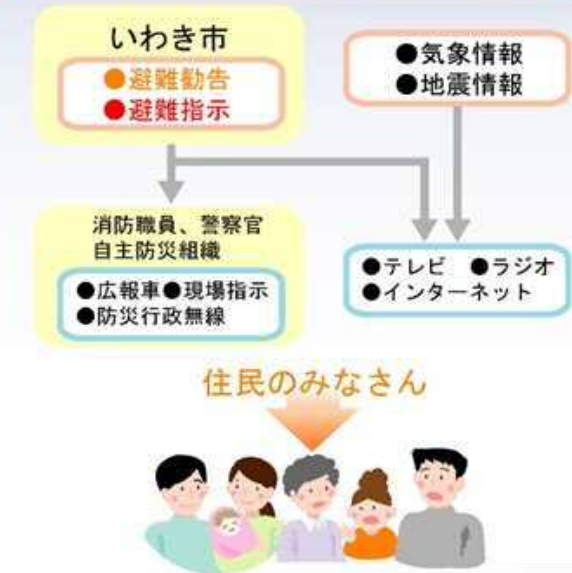 いわき市
●避難勧告
●避難指示
●気象情報
●地震情報
消防職員、警察官
自主防災組織
●広報車●現場指示
●防災行政無線
●テレビ ●ラジオ
●インターネット
住民のみなさん